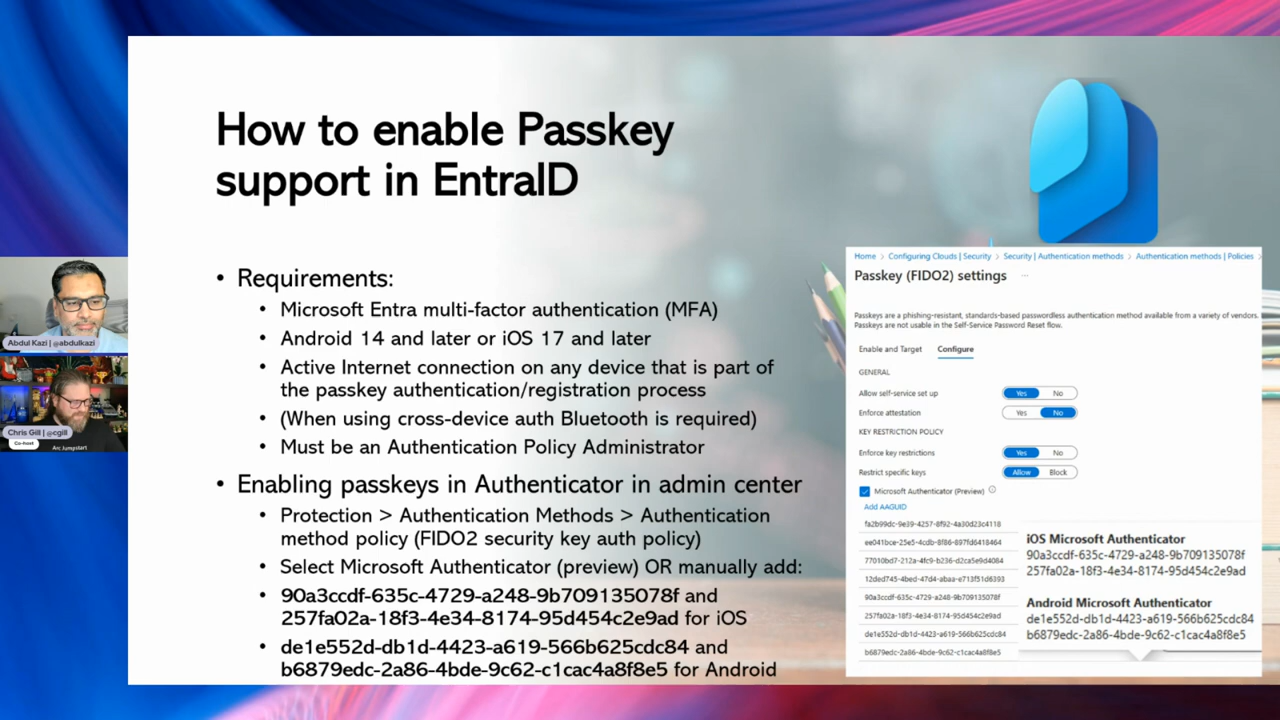 How to enable Passkey
support in EntraID
• Requirements:
• Microsoft Entra multi-factor authentication (MFA)
• Android 14 and later or iOS 17 and later
• Active Internet connection on any device that is part of
the passkey authentication/registration process
• (When using cross-device auth Bluetooth is required)
• Must be an Authentication Policy Administrator
• Enabling passkeys in Authenticator in admin center
• Protection > Authentication Methods > Authentication
method policy (FIDO2 security key auth policy)
• Select Microsoft Authenticator (preview) OR manually add:
• 90a3ccdf-635c-4729-a248-9b709135078f and
257fa02a-18f3-4e34-8174-95d454c2e9ad for iOS
• de1e552d-db1d-4423-a619-566b625cdc84 and
b6879edc-2a86-4bde-9c62-c1cac4a8f8e5 for Android
Home > Configuring Clouds | Security > Security | Authentication methods > Authentication methods | Policies >
Passkey (FIDO2) settings ...
Passkeys are a phishing-resistant, standards-based passwordless authentication method available from a variety of vendors.
Passkeys are not usable in the Self-Service Password Reset flow.
Enable and Target Configure
GENERAL
Allow self-service set up Yes No
Enforce attestation Yes No
KEY RESTRICTION POLICY
Enforce key restrictions Yes No
Restrict specific keys Allow Block
Microsoft Authenticator (Preview)
Add AAGUID
fa2b99dc-9e39-4257-8f92-4a30d23c4118
ee041bce-25e5-4cdb-8f86-897fd6418464
77010bd7-212a-4fc9-b236-d2ca5e9d4084
12ded745-4bed-47d4-abaa-e713f51d6393
90a3ccdf-635c-4729-a248-9b709135078f
257fa02a-18f3-4e34-8174-95d454c2e9ad
de1e552d-db1d-4423-a619-566b625cdc84
b6879edc-2a86-4bde-9c62-c1cac4a8f8e5
iOS Microsoft Authenticator
90a3ccdf-635c-4729-a248-9b709135078f
257fa02a-18f3-4e34-8174-95d454c2e9ad
Android Microsoft Authenticator
de1e552d-db1d-4423-a619-566b625cdc84
b6879edc-2a86-4bde-9c62-c1cac4a8f8e5
Abdul Kazi | @abdulkazi
Chris Gill | @cgill
Co-host
Arc Jumpstart